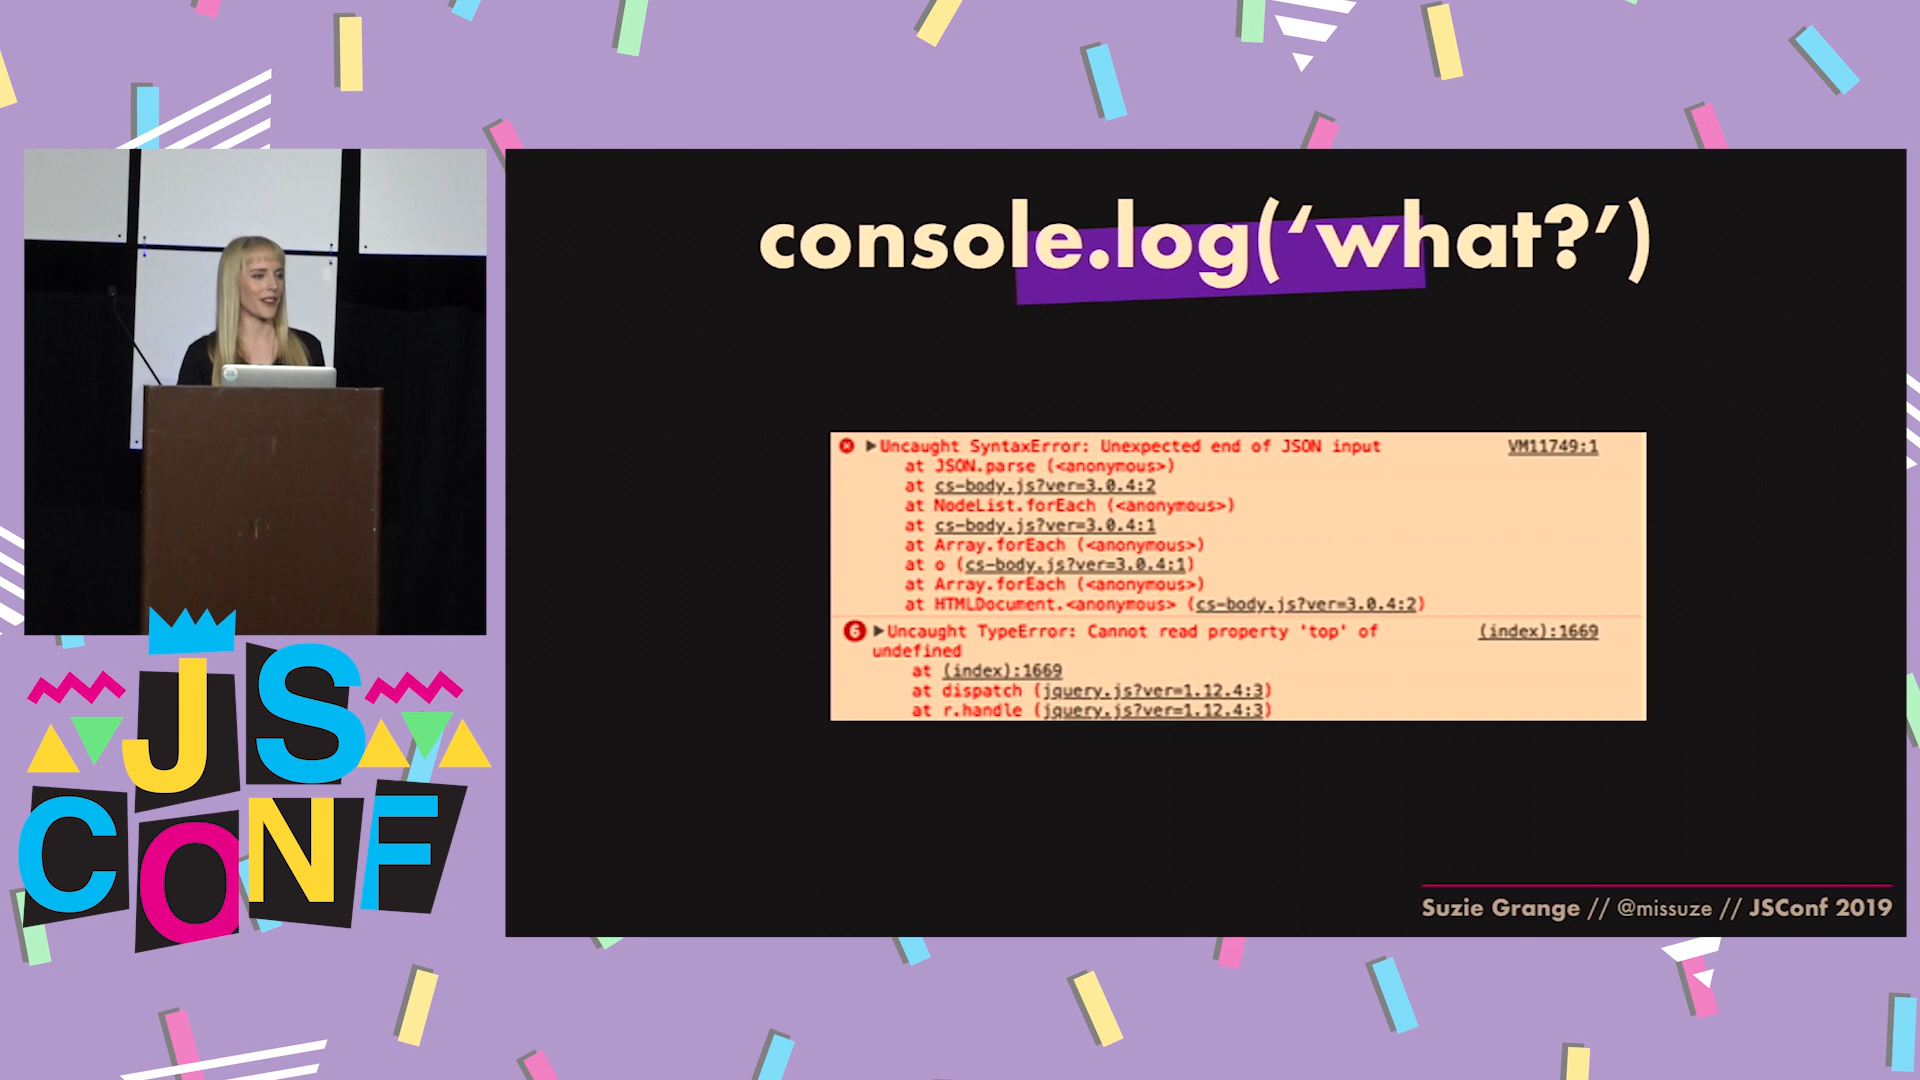 console.log(‘what?’)
Uncaught SyntaxError: Unexpected end of JSON input VM11749:1
at JSON.parse (<anonymous>)
at cs-body.js?ver=3.0.4:2
at NodeList.forEach (<anonymous>)
at cs-body.js?ver=3.0.4:1
at Array.forEach (<anonymous>)
at o (cs-body.js?ver=3.0.4:1)
at Array.forEach (<anonymous>)
at HTMLDocument.<anonymous> (cs-body.js?ver=3.0.4:2)
6 Uncaught TypeError: Cannot read property 'top' of (index):1669
undefined
at (index):1669
at dispatch (jquery.js?ver=1.12.4:3)
at r.handle (jquery.js?ver=1.12.4:3)
Suzie Grange // @missuze // JSConf 2019
JS
CONF